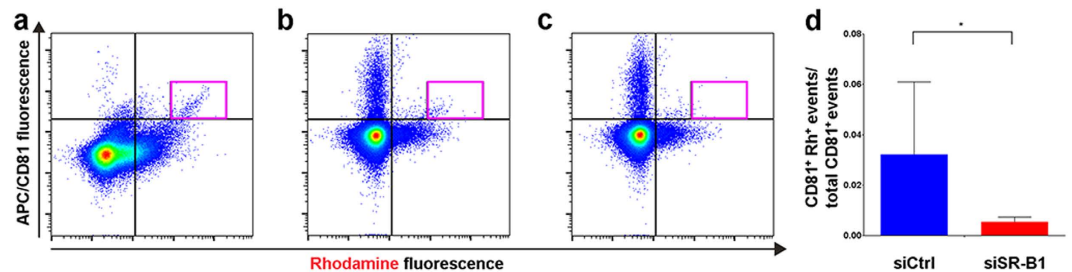 a
b
c
d
APC/CD81 fluorescence
Rhodamine fluorescence
CD81⁺ Rh⁺ events/
total CD81⁺ events
0.08
0.06
0.04
0.02
0.00
*
siCtrl
siSR-B1